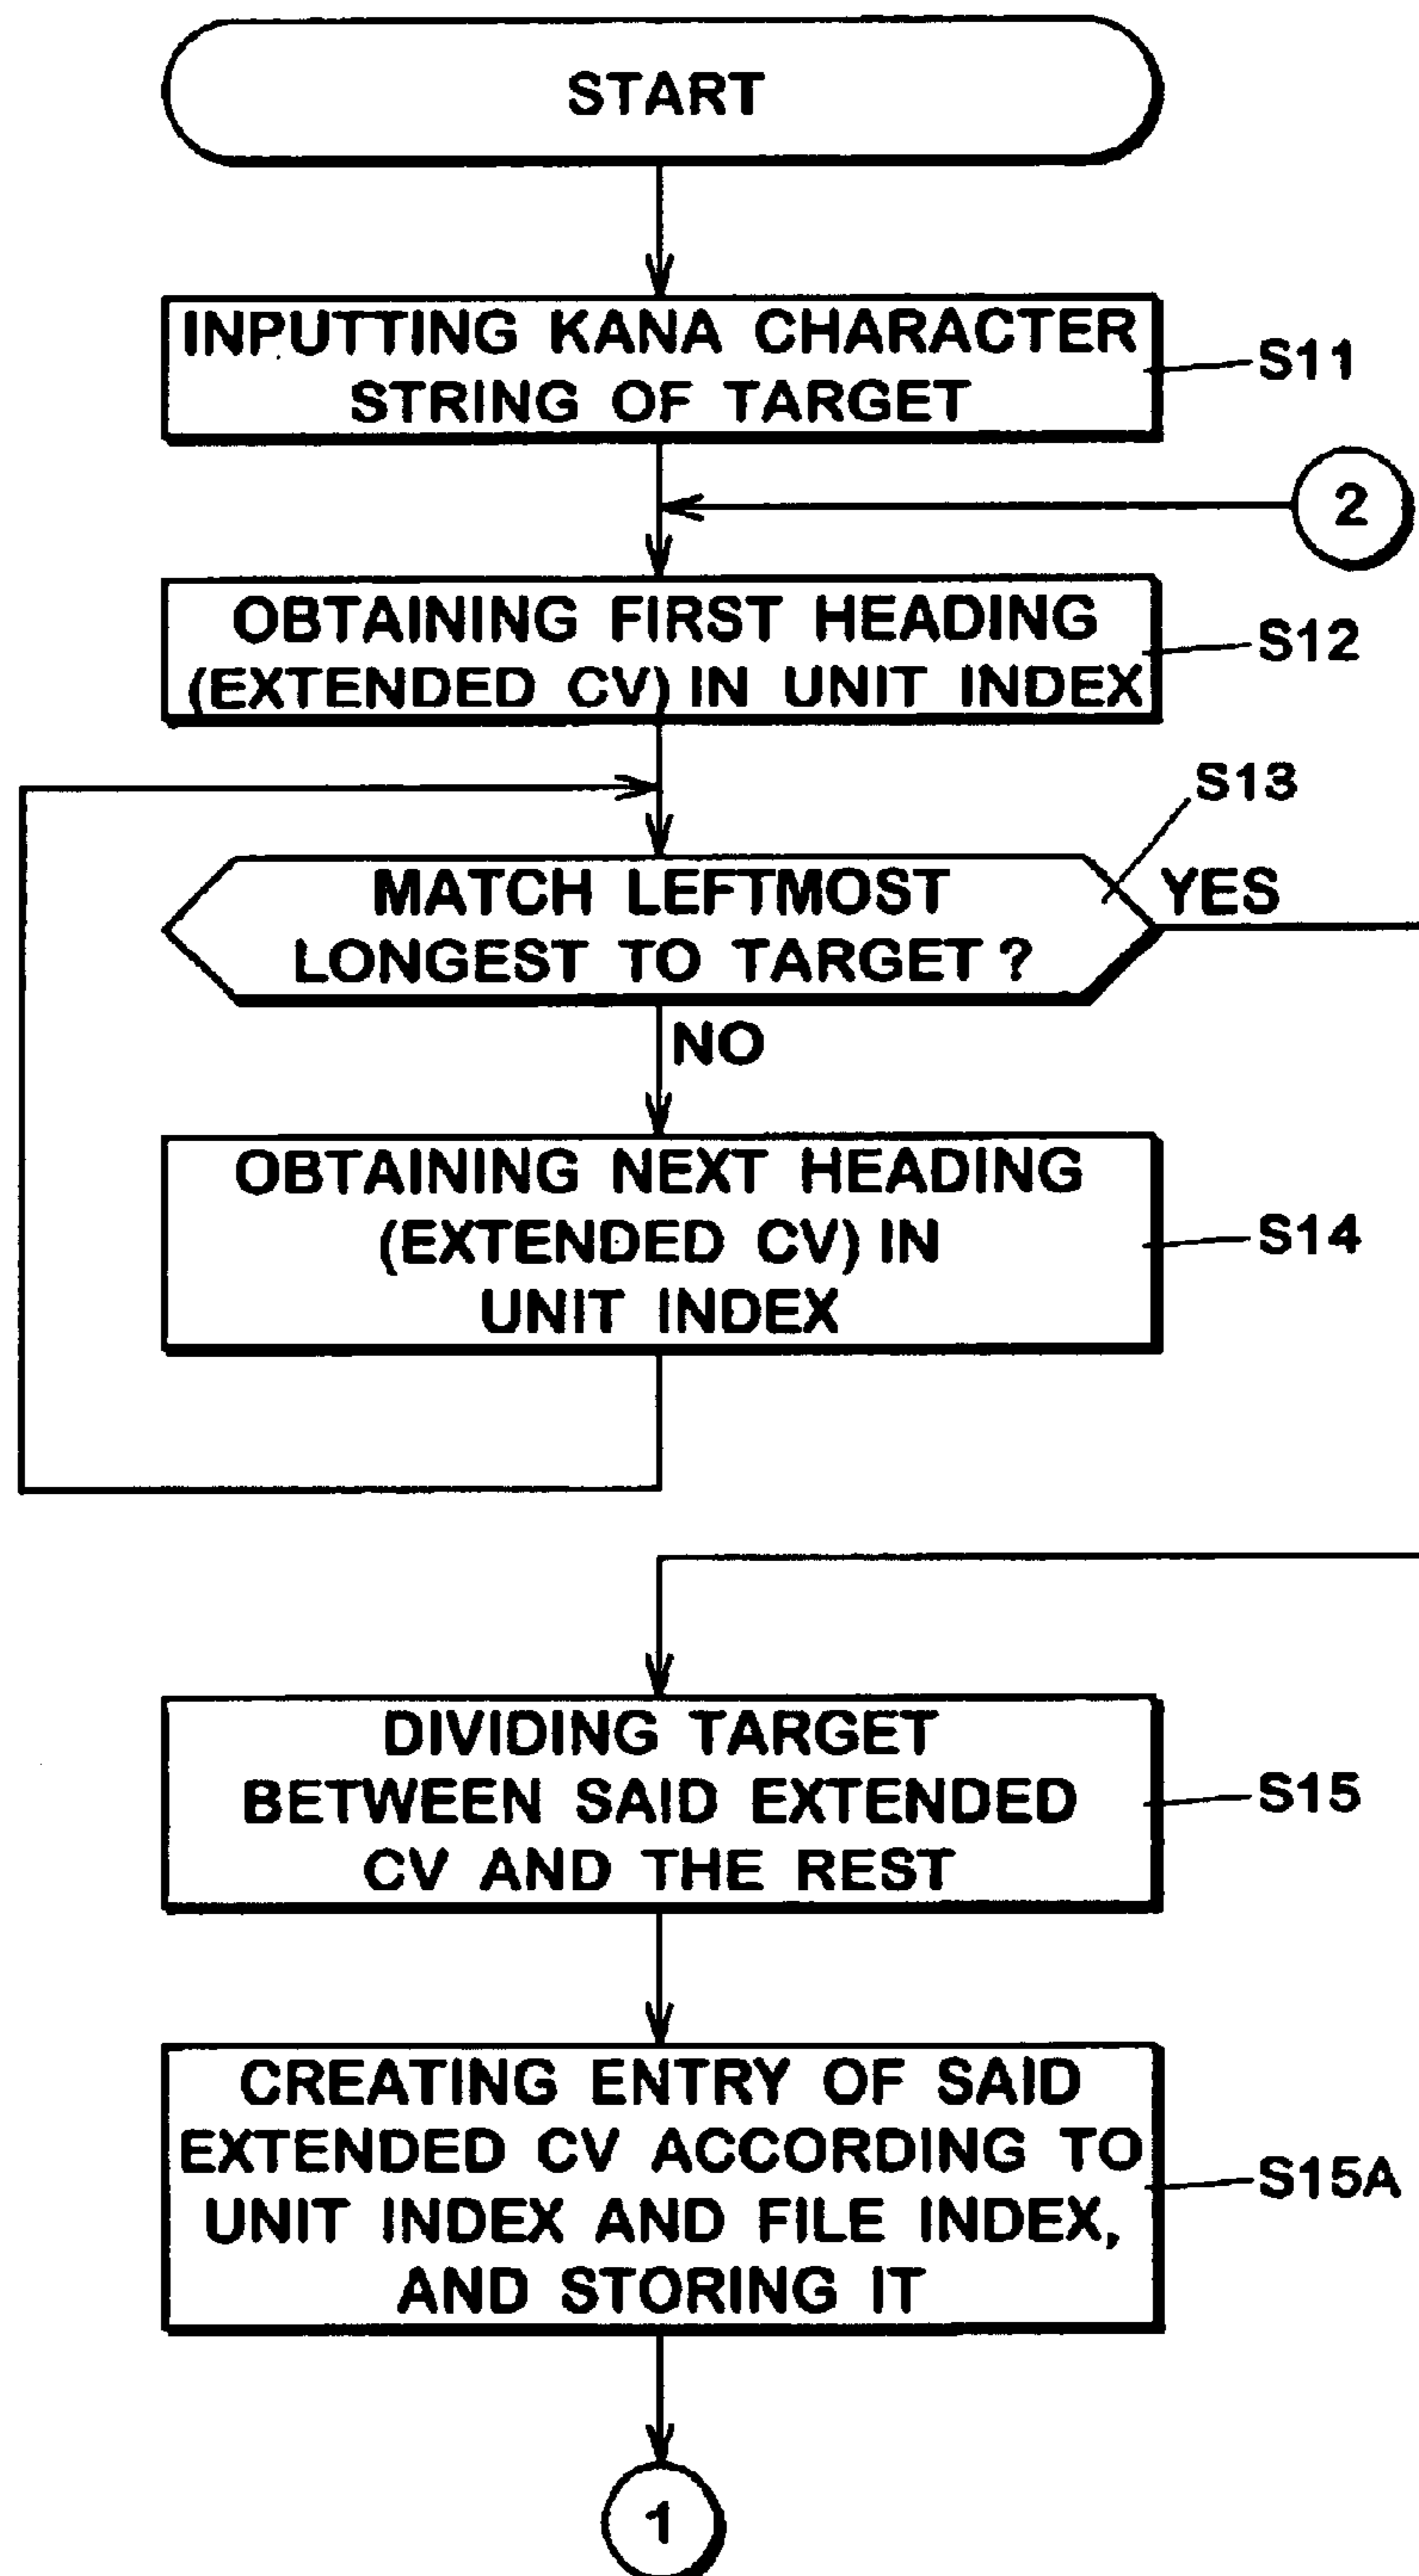 START
INPUTTING KANA CHARACTER
STRING OF TARGET
S11
2
OBTAINING FIRST HEADING
(EXTENDED CV) IN UNIT INDEX
S12
S13
MATCH LEFTMOST
LONGEST TO TARGET ?
YES
NO
OBTAINING NEXT HEADING
(EXTENDED CV) IN
UNIT INDEX
S14
DIVIDING TARGET
BETWEEN SAID EXTENDED
CV AND THE REST
S15
CREATING ENTRY OF SAID
EXTENDED CV ACCORDING TO
UNIT INDEX AND FILE INDEX,
AND STORING IT
S15A
1